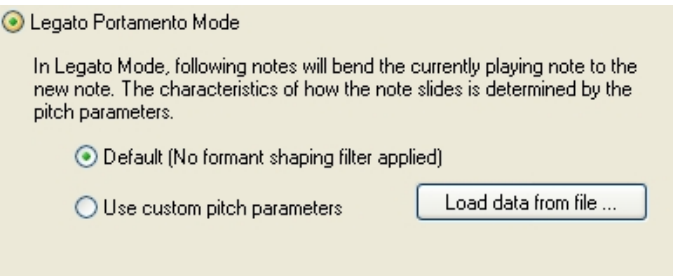 Legato Portamento Mode
In Legato Mode, following notes will bend the currently playing note to the
new note. The characteristics of how the note slides is determined by the
pitch parameters.
Default (No formant shaping filter applied)
Use custom pitch parameters Load data from file ...